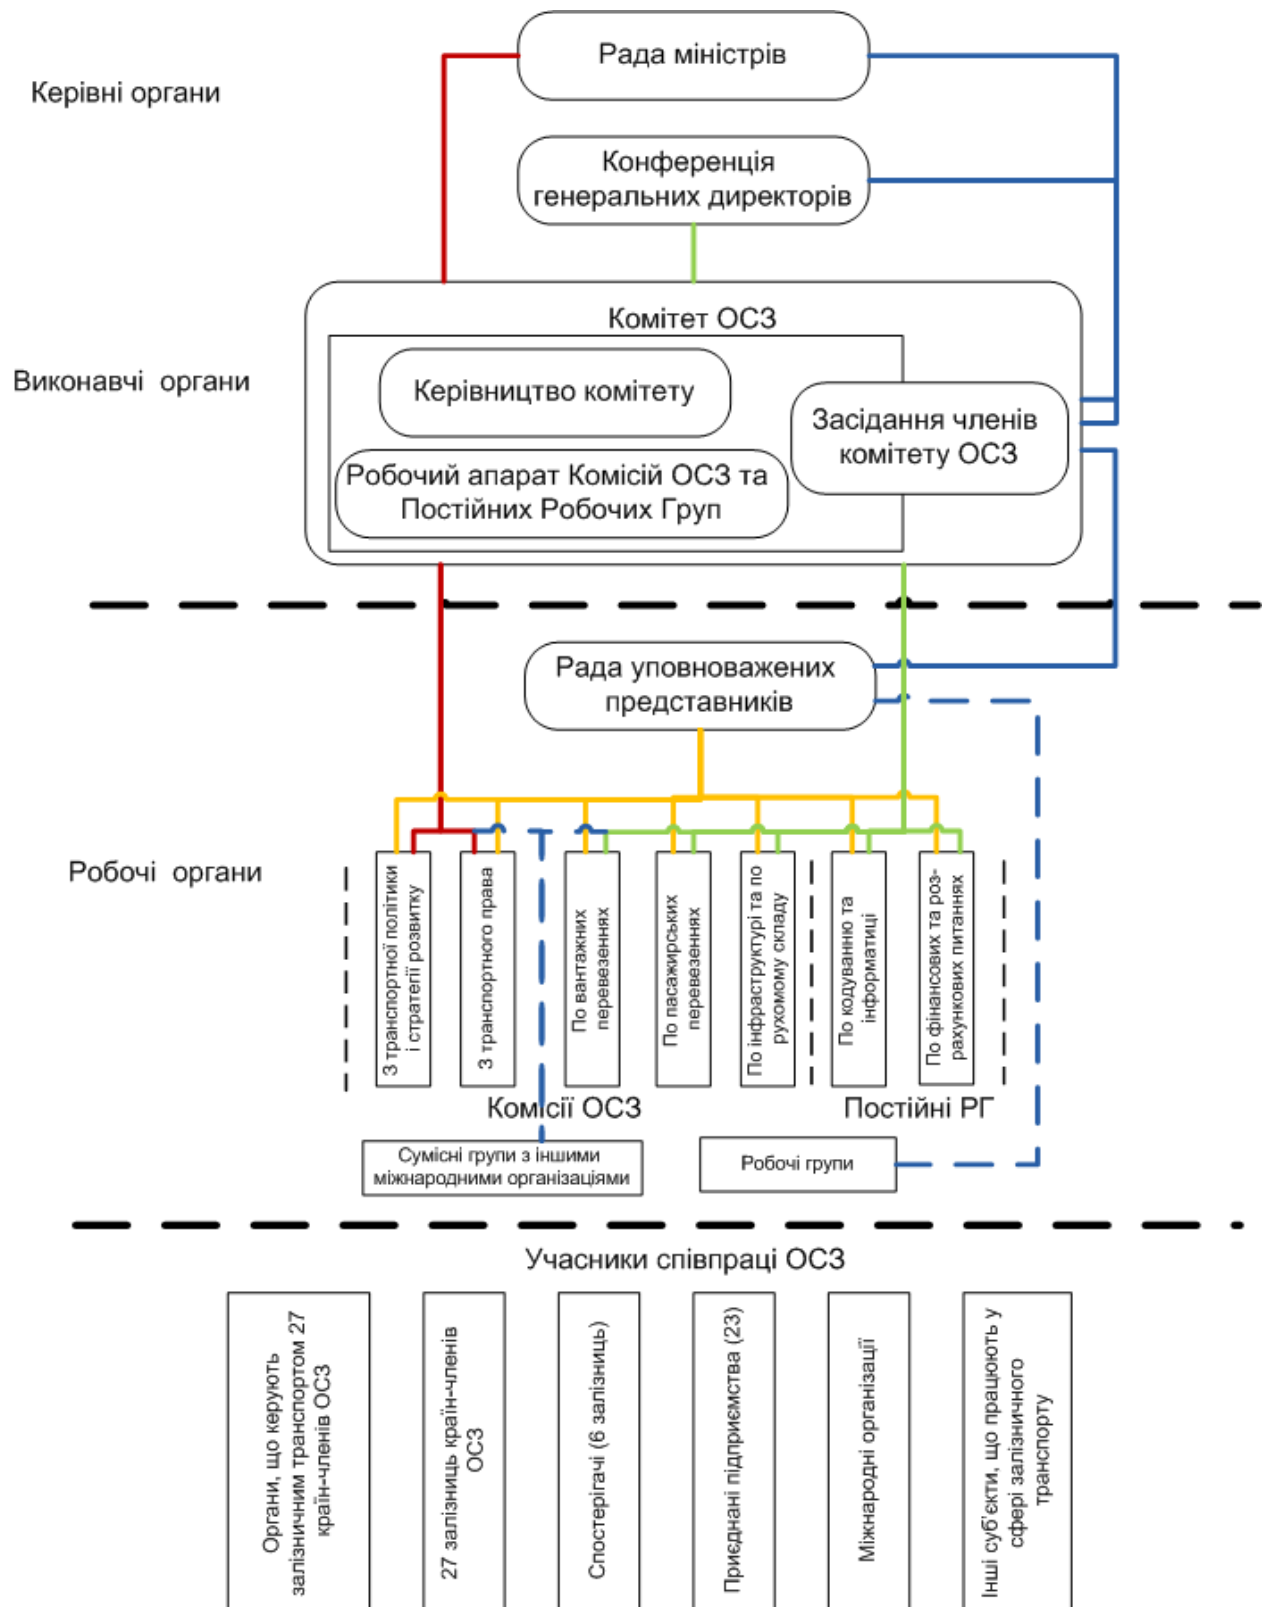 Рада міністрів
Керівні органи
Конференція
генеральних директорів
Комітет ОСЗ
Виконавчі органи
Керівництво комітету
Засідання членів
комітету ОСЗ
Робочий апарат Комісій ОСЗ та
Постійних Робочих Груп
Рада уповноважених
представників
Робочі органи
З транспортної політики
і стратегії розвитку
З транспортного права
По вантажних
перевезеннях
По пасажирських
перевезеннях
По інфраструктурі та по
рухомому складу
По кодуванню та
інформатиці
По фінансових та роз-
рахункових питаннях
Комісії ОСЗ
Постійні РГ
Сумісні групи з іншими
міжнародними організаціями
Робочі групи
Учасники співпраці ОСЗ
Органи, що керують
залізничним транспортом 27
країн-членів ОСЗ
27 залізниць країн-членів
ОСЗ
Спостерігачі (6 залізниць)
Приєднані підприємства (23)
Міжнародні організації
Інші суб'єкти, що працюють у
сфері залізничного
транспорту